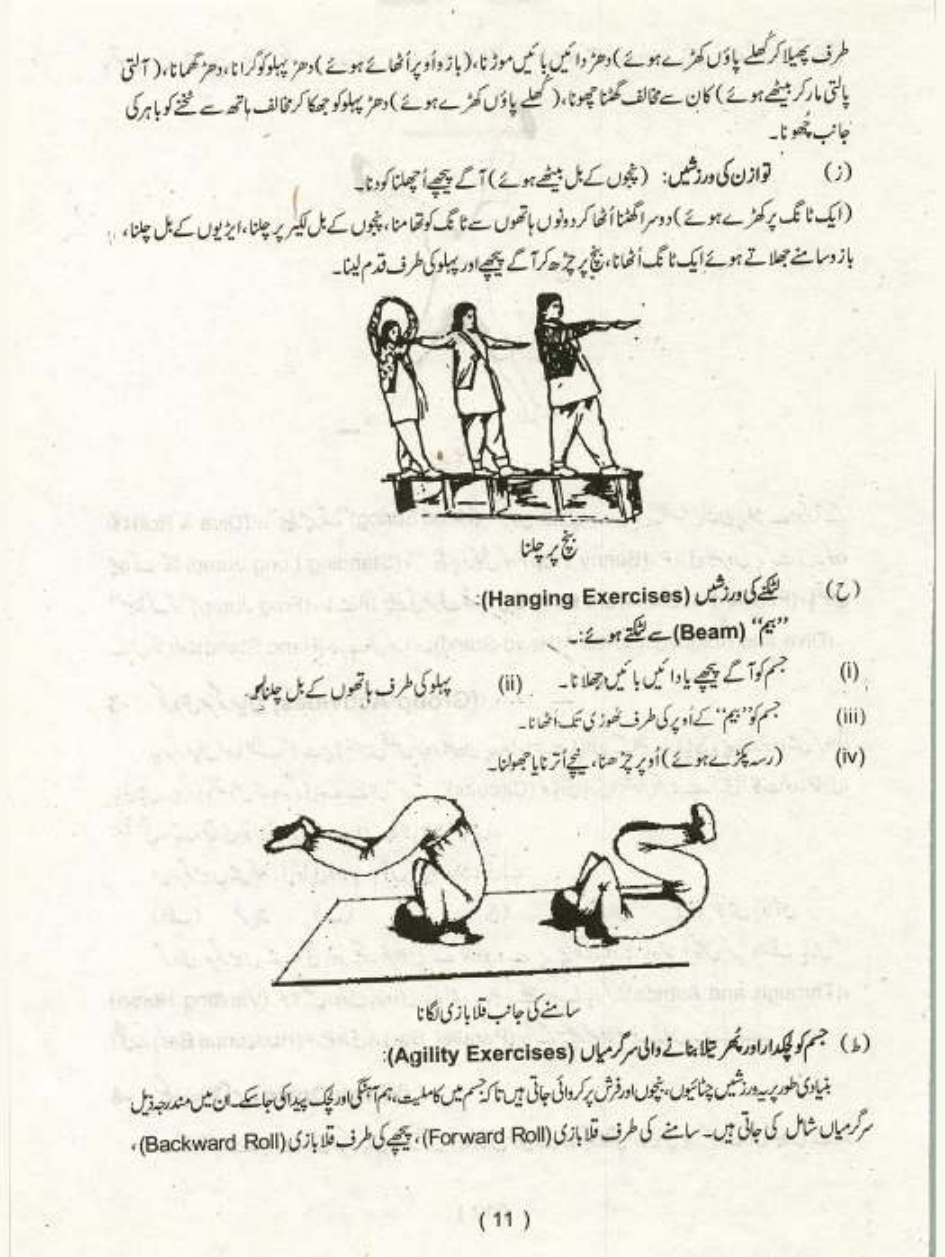 طرف پھیلا کر کُھلے پاؤں کھڑے ہوئے) دھڑ دائیں بائیں موڑنا، (بازو اُوپر اُٹھائے ہوئے) دھڑ پہلو کو گرانا، دھڑ گھمانا، (آلتی
پالتی مار کر بیٹھے ہوئے) کان سے مخالف گھٹنا چھونا، (کُھلے پاؤں کھڑے ہوئے) دھڑ پہلو کو جھکا کر مخالف ہاتھ سے ٹخنے کو باہر کی
جانب چُھونا۔
(ز) توازن کی ورزشیں: (پنجوں کے بل بیٹھے ہوئے) آگے پیچھے اُچھلنا کودنا۔
(ایک ٹانگ پر کھڑے ہوئے) دوسرا گھٹنا اُٹھا کر دونوں ہاتھوں سے ٹانگ کو تھامنا، پنجوں کے بل لکیر پر چلنا، ایڑیوں کے بل چلنا،
بازو سامنے جھلاتے ہوئے ایک ٹانگ اُٹھانا، بنچ پر چڑھ کر آگے پیچھے اور پہلو کی طرف قدم لینا۔
بنچ پر چلنا
(ح) لٹکنے کی ورزشیں (Hanging Exercises):
"بیم" (Beam) سے لٹکتے ہوئے:۔
(i) جسم کو آگے پیچھے یا دائیں بائیں جھلانا۔ (ii) پہلو کی طرف ہاتھوں کے بل چلنا۔
(iii) جسم کو "بیم" کے اُوپر کی طرف ٹھوڑی تک اُٹھانا۔
(iv) (رسہ پکڑے ہوئے) اُوپر چڑھنا، نیچے اُترنا یا جھولنا۔
سامنے کی جانب قلابازی لگانا
(ط) جسم کو لچکدار اور پُھرتیلا بنانے والی سرگرمیاں (Agility Exercises):
بنیادی طور پر یہ ورزشیں چٹائیوں، بنچوں اور فرش پر کروائی جاتی ہیں تاکہ جسم میں کاملیت، ہم آہنگی اور لچک پیدا کی جا سکے۔ ان میں مندرجہ ذیل
سرگرمیاں شامل کی جاتی ہیں۔ سامنے کی طرف قلابازی (Forward Roll)، پیچھے کی طرف قلابازی (Backward Roll)،
( 11 )